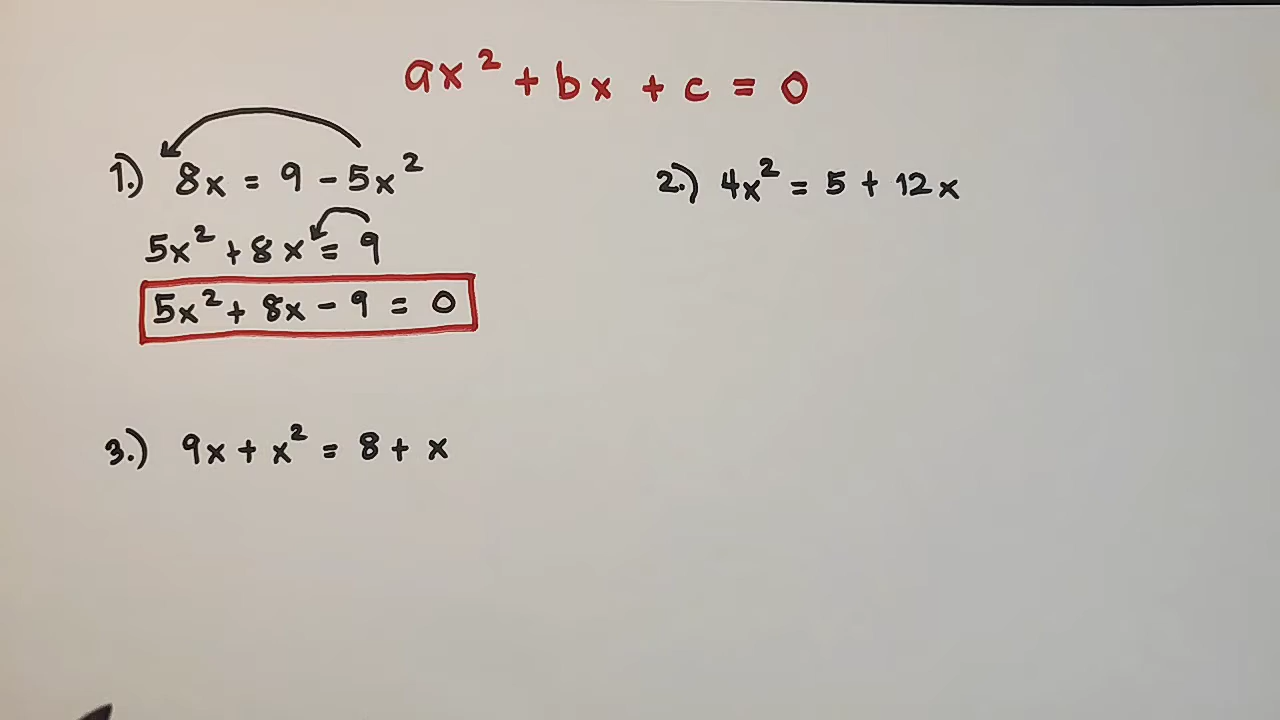 ax² + bx + c = 0
1.) 8x = 9 - 5x²
5x² + 8x = 9
5x² + 8x - 9 = 0
2.) 4x² = 5 + 12x
3.) 9x + x² = 8 + x